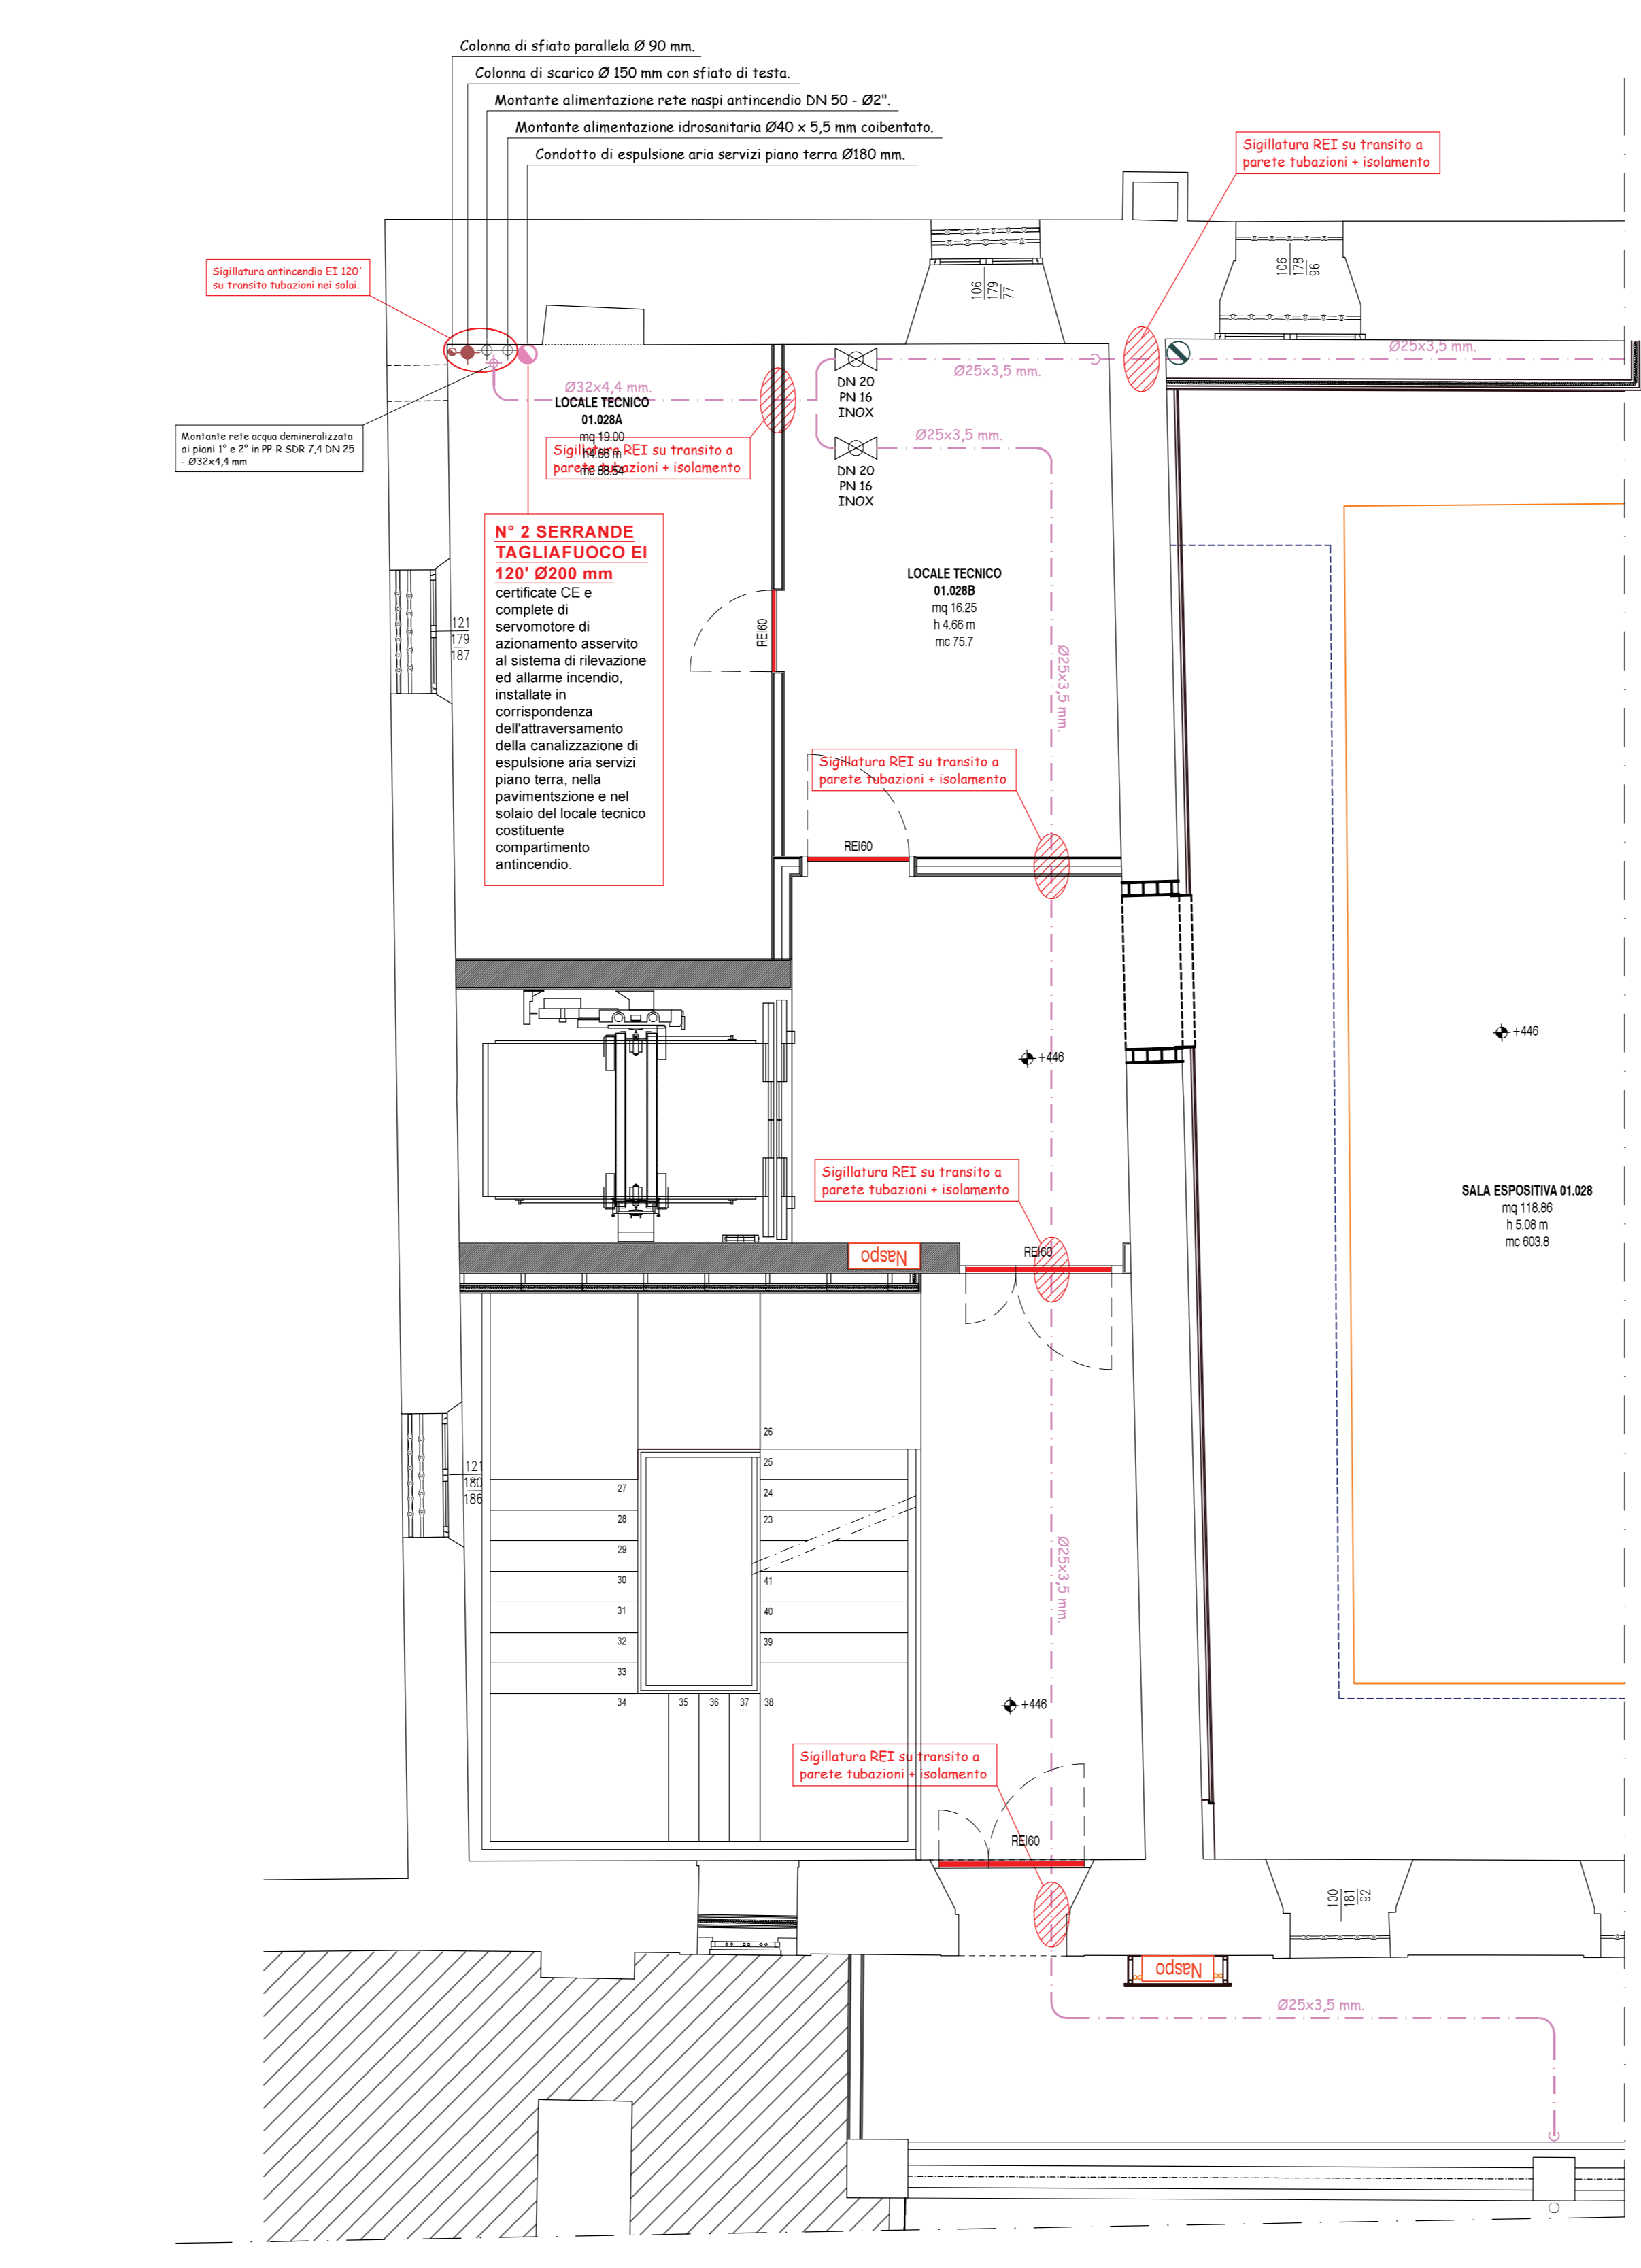 Colonna di sfiato parallela Ø 90 mm.
Colonna di scarico Ø 150 mm con sfiato di testa.
Montante alimentazione rete naspi antincendio DN 50 - Ø2".
Montante alimentazione idrosanitaria Ø40 x 5,5 mm coibentato.
Condotto di espulsione aria servizi piano terra Ø180 mm.
Sigillatura REI su transito a
parete tubazioni + isolamento
Sigillatura antincendio EI 120'
su transito tubazioni nei solai.
106
179
77
106
178
96
Ø25x3,5 mm.
Ø25x3,5 mm.
DN 20
PN 16
INOX
Ø32x4,4 mm.
LOCALE TECNICO
01.028A
mq 19.00
h4.66 m
mc 88.54
Sigillatura REI su transito a
parete tubazioni + isolamento
Montante rete acqua demineralizzata
ai piani 1° e 2° in PP-R SDR 7,4 DN 25
- Ø32x4,4 mm
Ø25x3,5 mm.
DN 20
PN 16
INOX
N° 2 SERRANDE
TAGLIAFUOCO EI
120' Ø200 mm
certificate CE e
complete di
servomotore di
azionamento asservito
al sistema di rilevazione
ed allarme incendio,
installate in
corrispondenza
dell'attraversamento
della canalizzazione di
espulsione aria servizi
piano terra, nella
pavimentszione e nel
solaio del locale tecnico
costituente
compartimento
antincendio.
LOCALE TECNICO
01.028B
mq 16.25
h 4.66 m
mc 75.7
121
179
187
REI60
Ø25x3,5 mm.
Sigillatura REI su transito a
parete tubazioni + isolamento
REI60
+446
+446
Sigillatura REI su transito a
parete tubazioni + isolamento
SALA ESPOSITIVA 01.028
mq 118.86
h 5.08 m
mc 603.8
Naspo
REI60
26
25
24
23
27
28
29
30
31
32
33
34
35
36
37
38
41
40
39
121
180
186
Ø25x3,5 mm.
+446
Sigillatura REI su transito a
parete tubazioni + isolamento
REI60
100
181
92
Naspo
Ø25x3,5 mm.